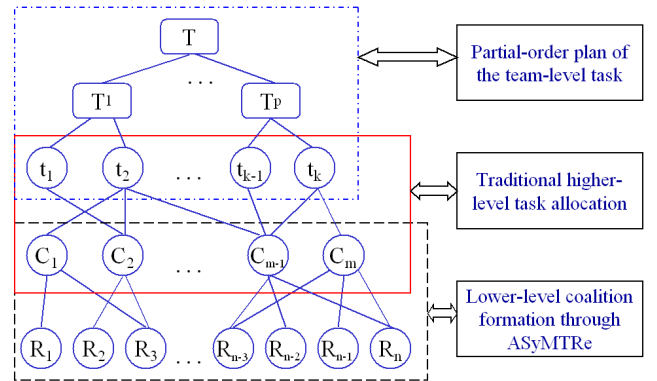 T
Partial-order plan of
the team-level task
. . .
T1 Tp
t1 t2 . . . tk-1 tk
Traditional higher-
level task allocation
C1 C2 . . . Cm-1 Cm
Lower-level coalition
formation through
ASyMTRe
R1 R2 R3 . . . Rn-3 Rn-2 Rn-1 Rn